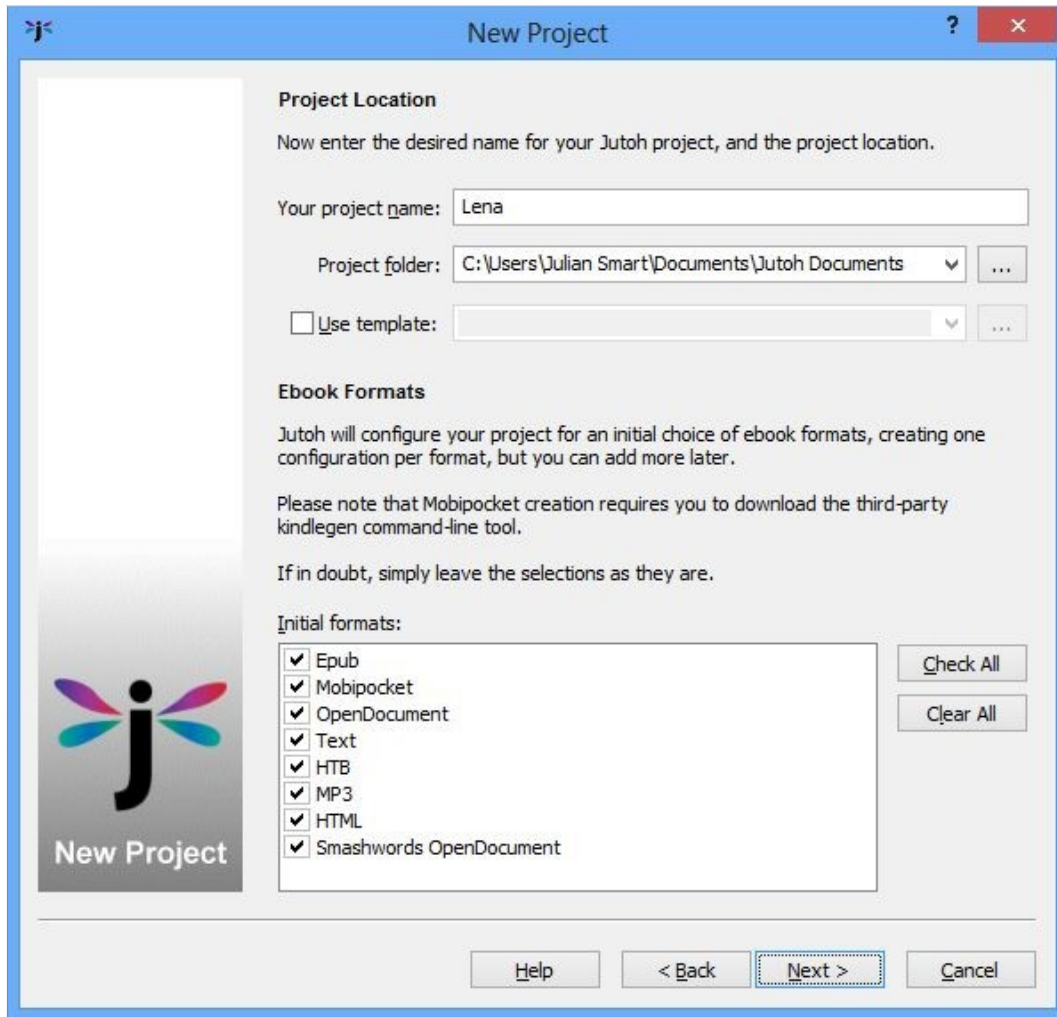 New Project
?
Project Location
Now enter the desired name for your Jutoh project, and the project location.
Your project name: Lena
Project folder: C:\Users\Julian Smart\Documents\Jutoh Documents ...
Use template: ...
Ebook Formats
Jutoh will configure your project for an initial choice of ebook formats, creating one
configuration per format, but you can add more later.
Please note that Mobipocket creation requires you to download the third-party
kindlegen command-line tool.
If in doubt, simply leave the selections as they are.
Initial formats:
Epub
Mobipocket
OpenDocument
Text
HTB
MP3
HTML
Smashwords OpenDocument
Check All
Clear All
j
New Project
Help
< Back
Next >
Cancel